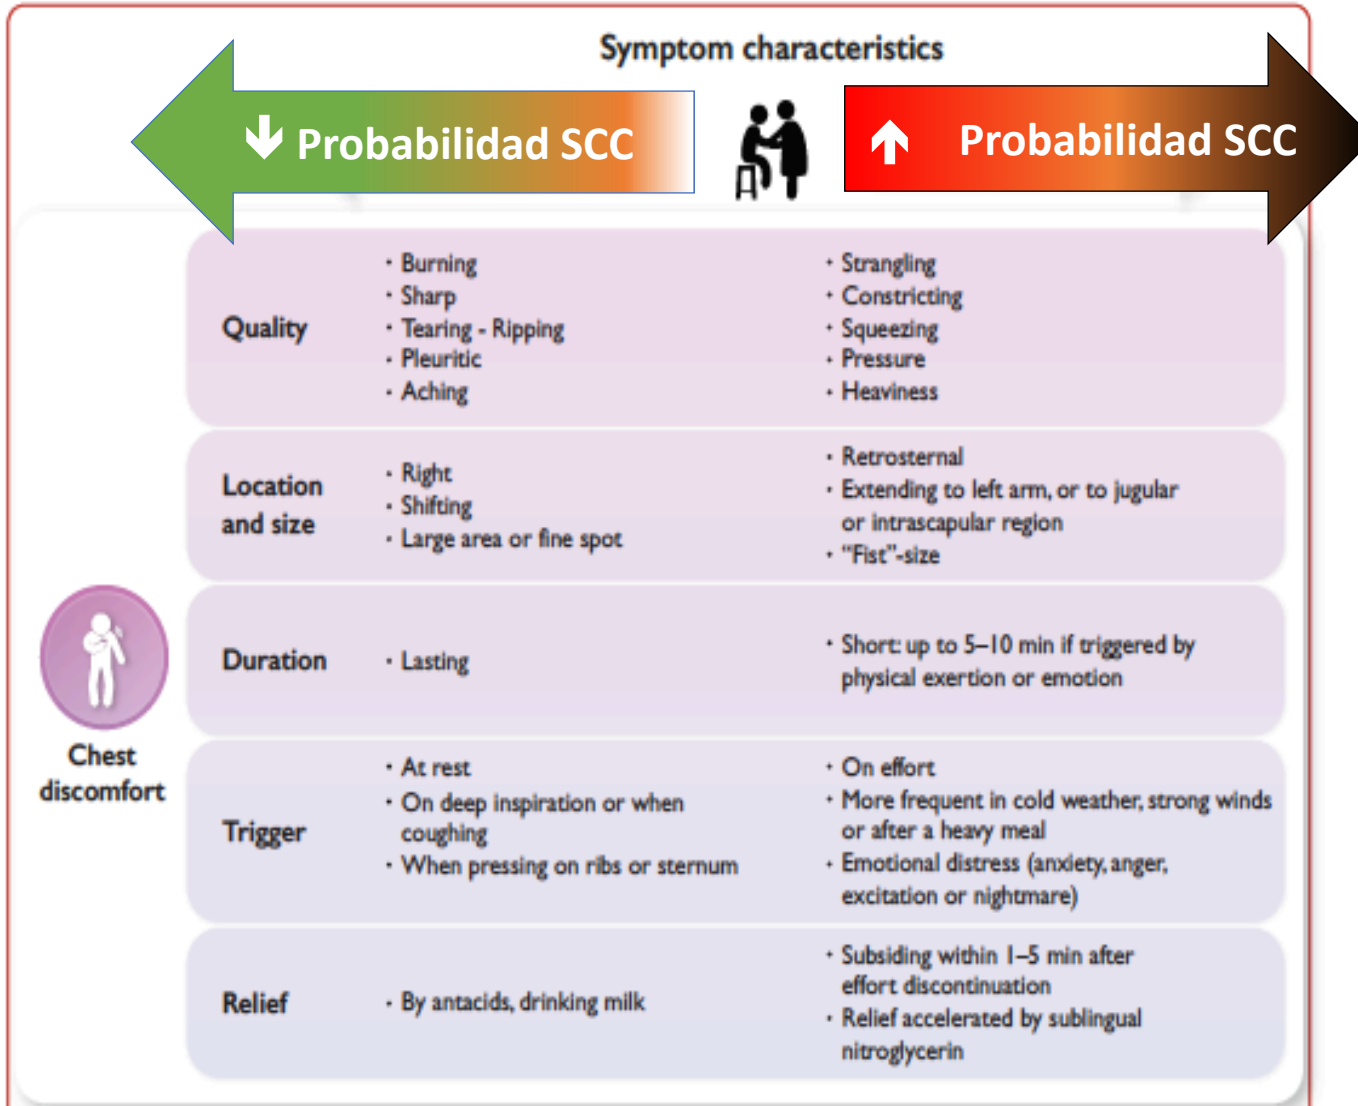 Symptom characteristics
Probabilidad SCC
Probabilidad SCC
Quality
· Burning
· Sharp
· Tearing - Ripping
· Pleuritic
· Aching
· Strangling
· Constricting
· Squeezing
· Pressure
· Heaviness
Location
and size
· Right
· Shifting
· Large area or fine spot
· Retrosternal
· Extending to left arm, or to jugular
or intrascapular region
· “Fist”-size
Chest
discomfort
Duration
· Lasting
· Short: up to 5–10 min if triggered by
physical exertion or emotion
Trigger
· At rest
· On deep inspiration or when
coughing
· When pressing on ribs or sternum
· On effort
· More frequent in cold weather, strong winds
or after a heavy meal
· Emotional distress (anxiety, anger,
excitation or nightmare)
Relief
· By antacids, drinking milk
· Subsiding within 1–5 min after
effort discontinuation
· Relief accelerated by sublingual
nitroglycerin